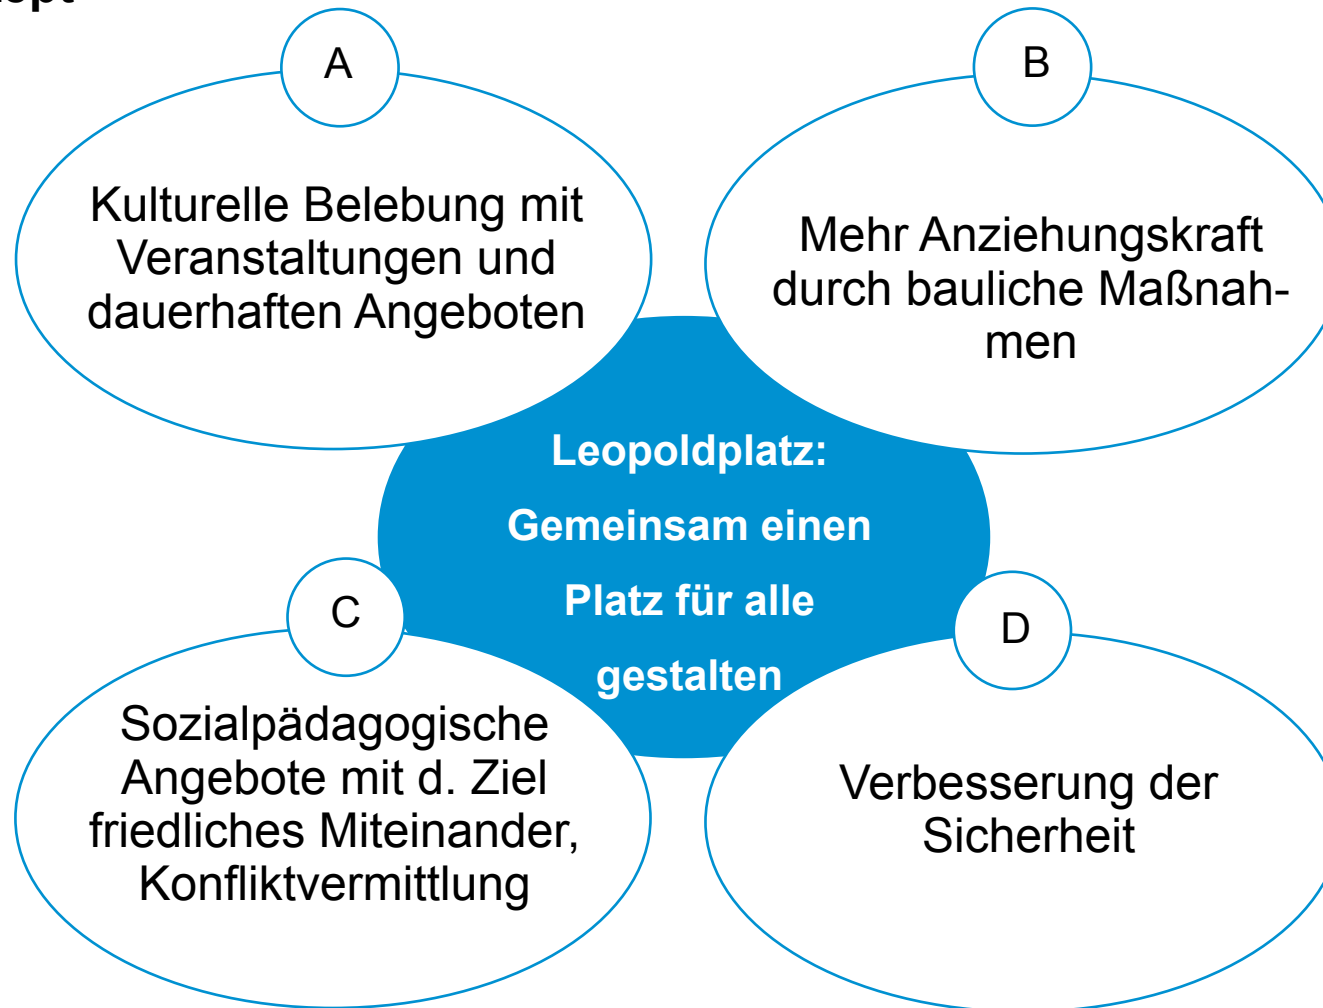 A
Kulturelle Belebung mit
Veranstaltungen und
dauerhaften Angeboten
B
Mehr Anziehungskraft
durch bauliche Maßnah-
men
Leopoldplatz:
Gemeinsam einen
Platz für alle
gestalten
C
Sozialpädagogische
Angebote mit d. Ziel
friedliches Miteinander,
Konfliktvermittlung
D
Verbesserung der
Sicherheit